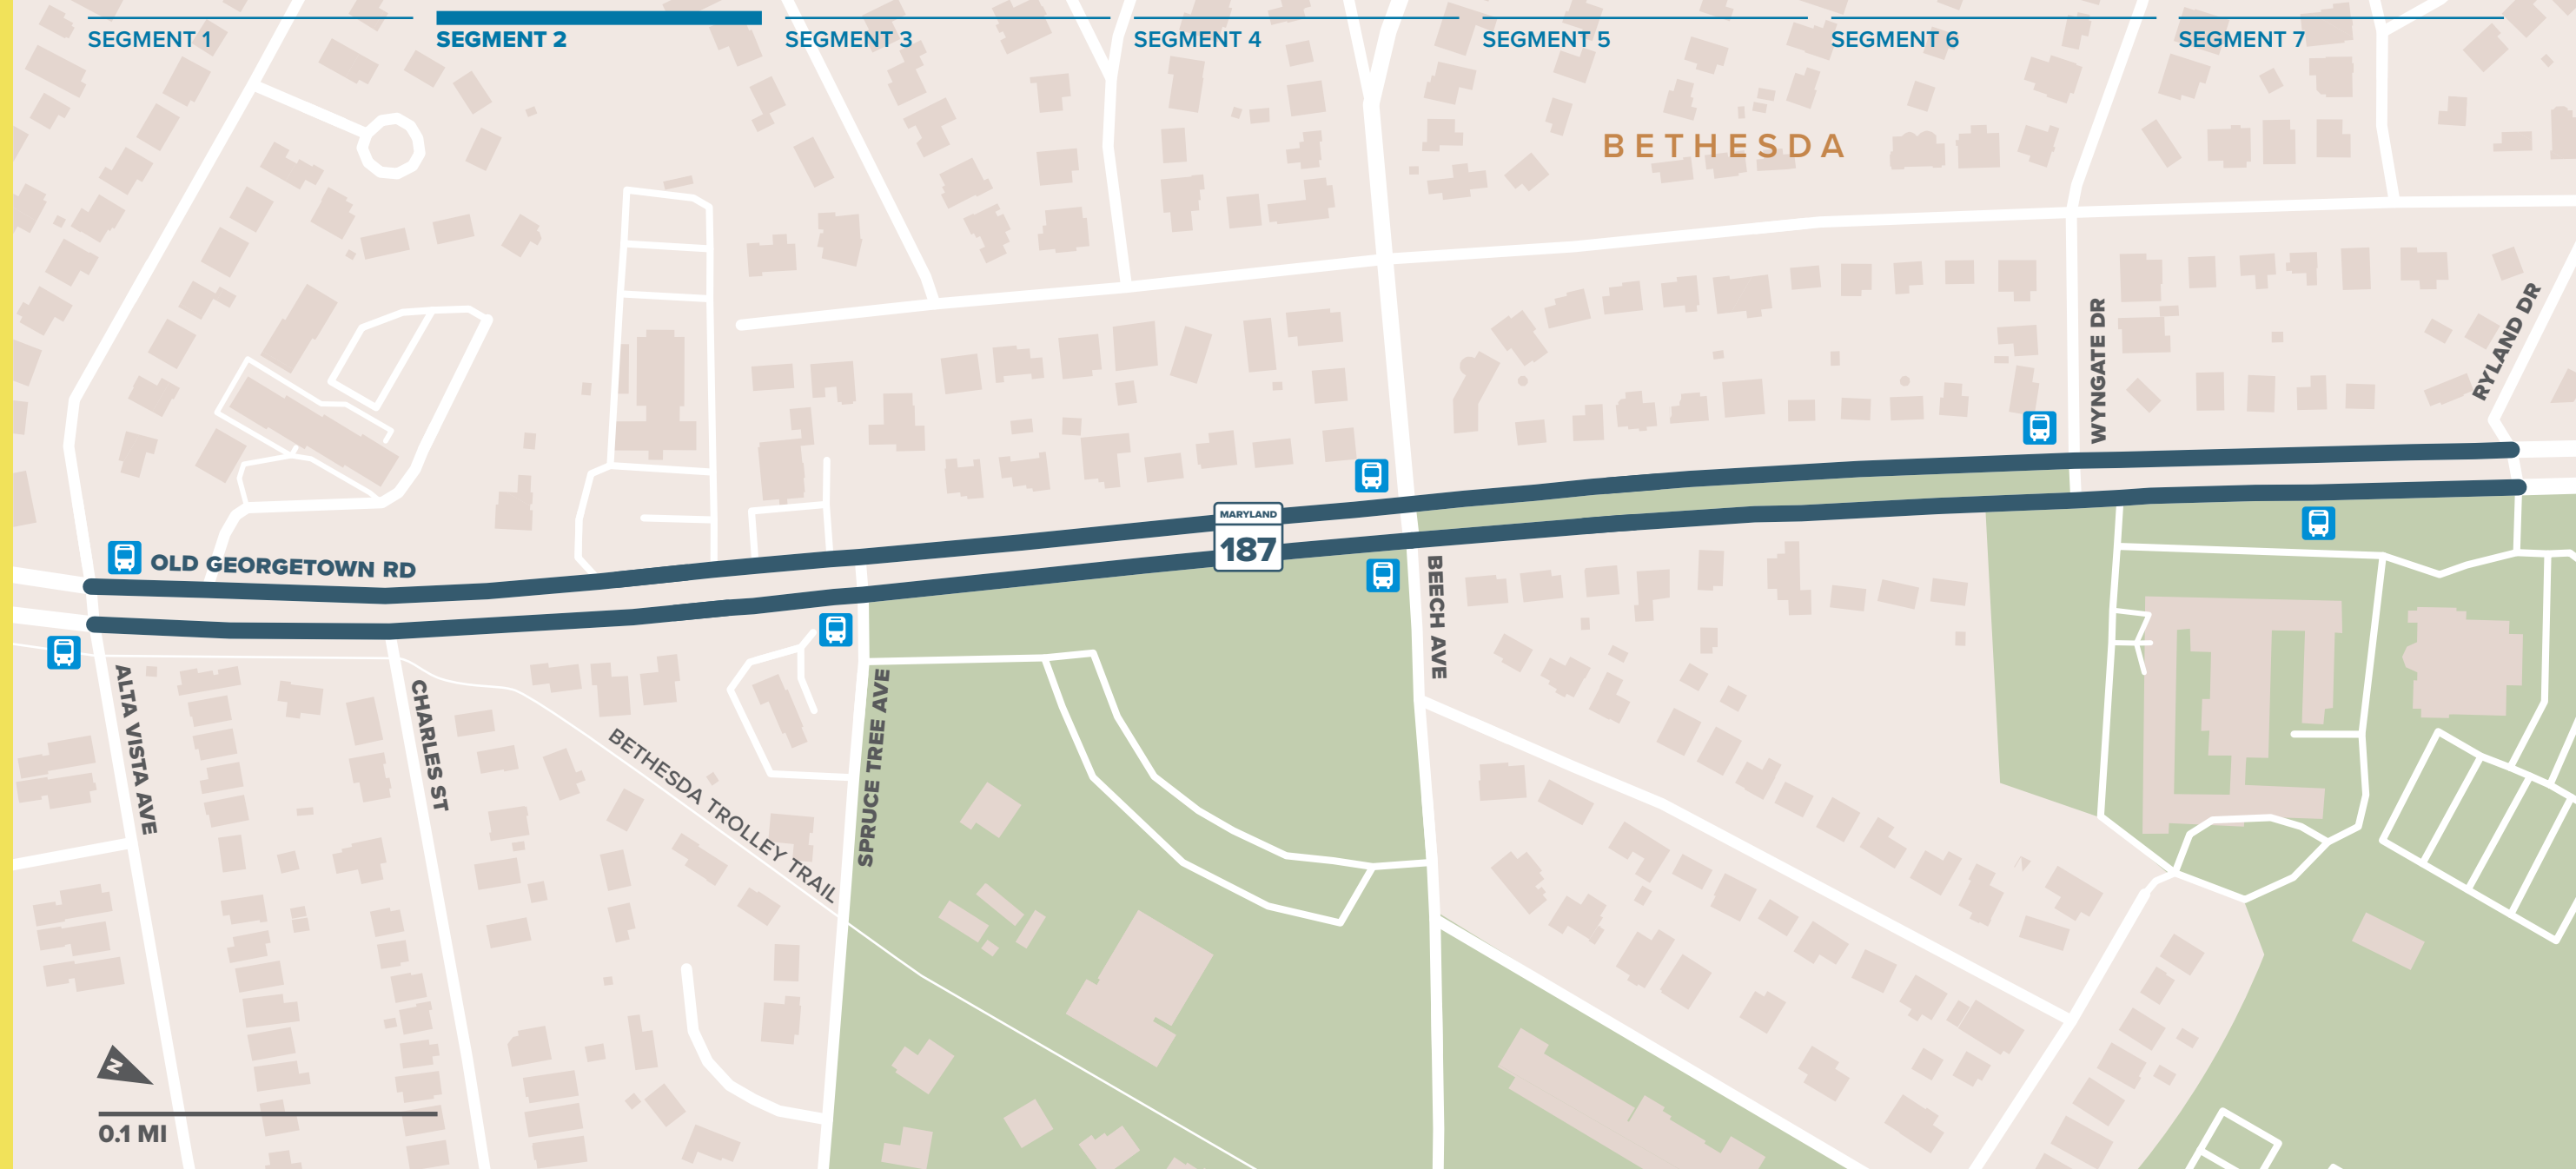 SEGMENT 1
SEGMENT 2
SEGMENT 3
SEGMENT 4
SEGMENT 5
SEGMENT 6
SEGMENT 7
BETHESDA
WYNGATE DR
RYLAND DR
MARYLAND
187
OLD GEORGETOWN RD
BEECH AVE
ALTA VISTA AVE
CHARLES ST
SPRUCE TREE AVE
BETHESDA TROLLEY TRAIL
N
0.1 MI